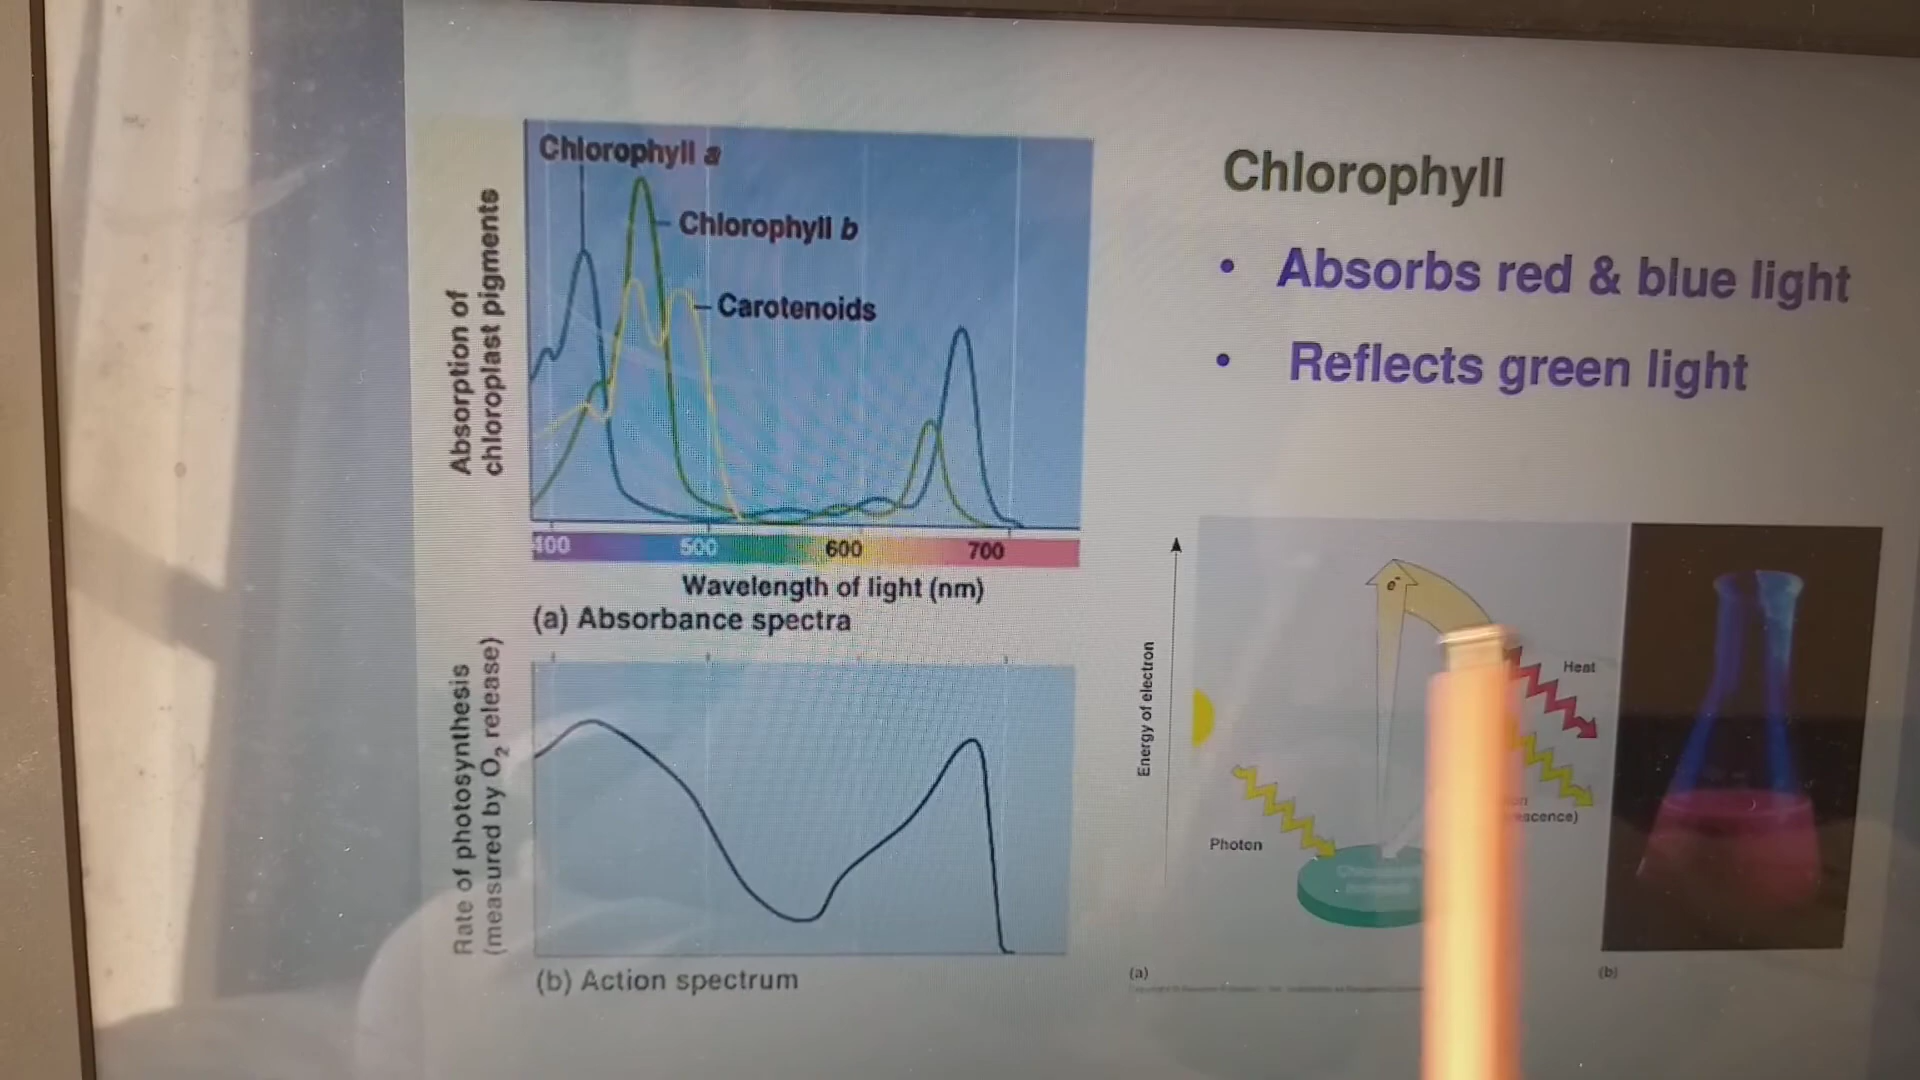 Chlorophyll a
Chlorophyll b
Carotenoids
Absorption of
chloroplast pigments
400
500
600
700
Wavelength of light (nm)
(a) Absorbance spectra
Rate of photosynthesis
(measured by O2 release)
(b) Action spectrum
Chlorophyll
• Absorbs red & blue light
• Reflects green light
Energy of electron
e-
Heat
Photon
escence)
(a)
(b)